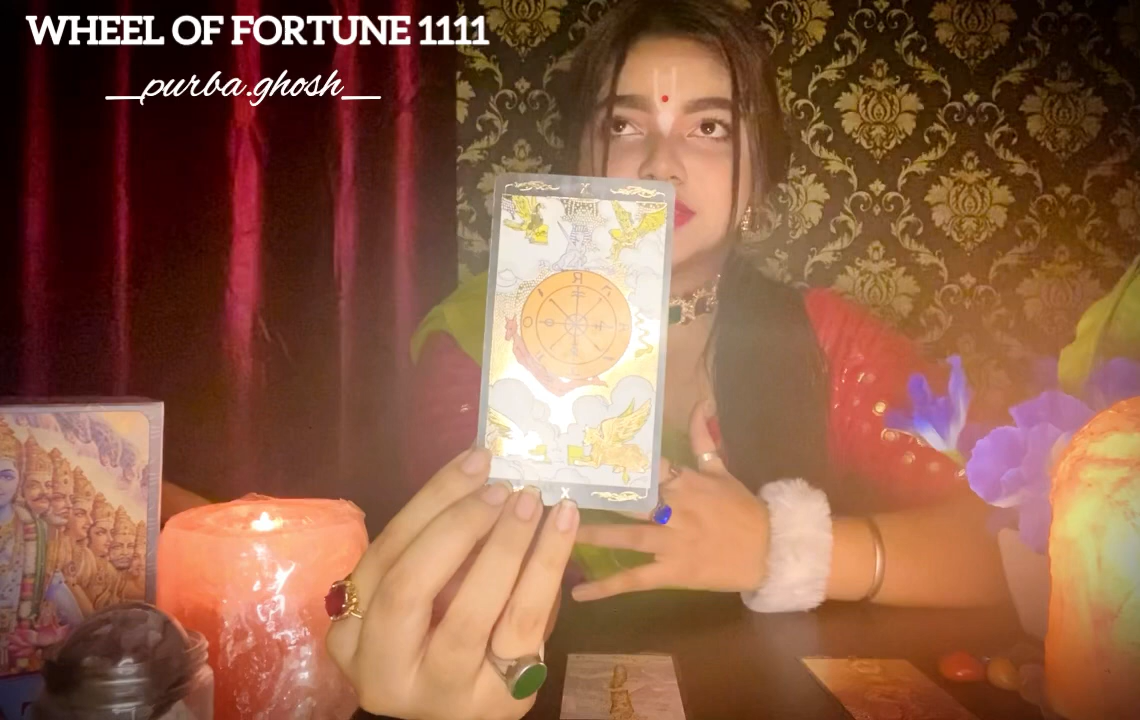 WHEEL OF FORTUNE 1111
__purba.ghosh__
X
X